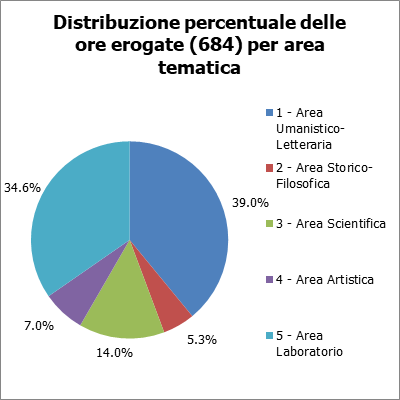 Distribuzione percentuale delle
ore erogate (684) per area
tematica
1 - Area
Umanistico-
Letteraria
2 - Area Storico-
Filosofica
3 - Area Scientifica
4 - Area Artistica
5 - Area
Laboratorio
34.6%
39.0%
7.0%
14.0%
5.3%